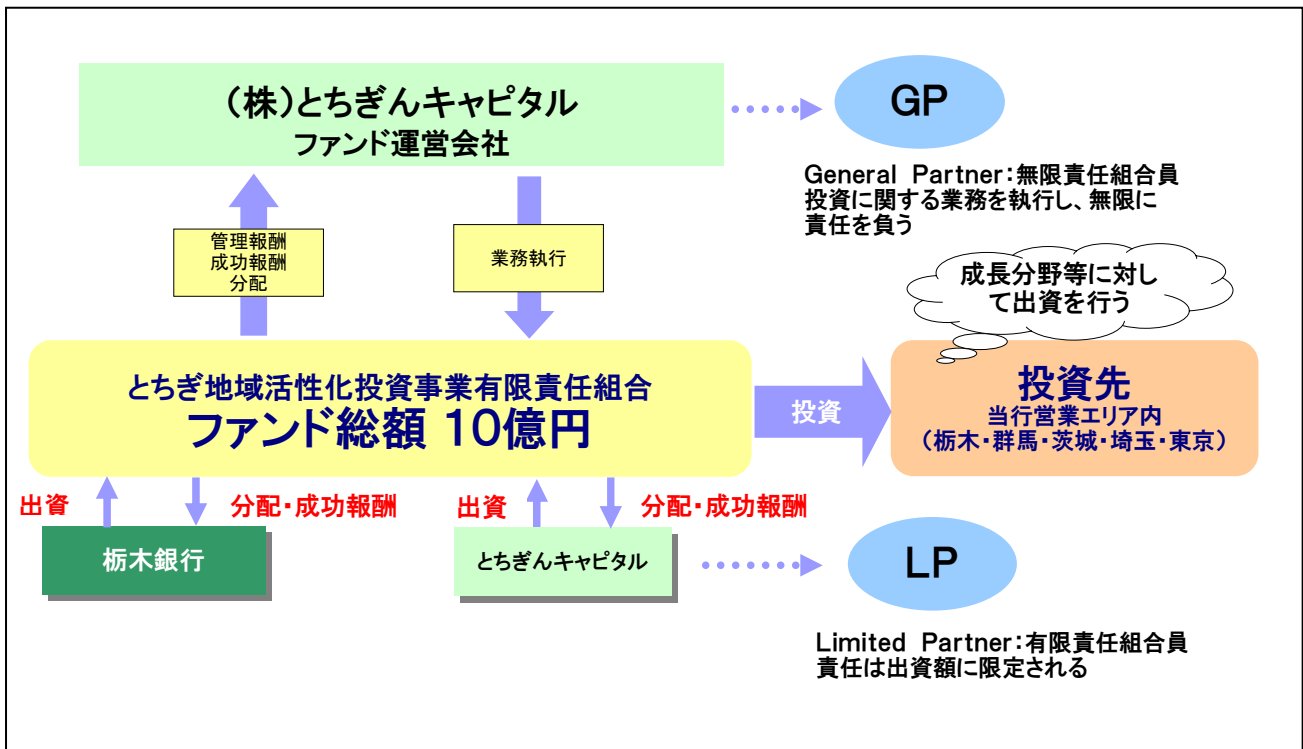 (株)とちぎんキャピタル
ファンド運営会社
GP
General Partner:無限責任組合員
投資に関する業務を執行し、無限に
責任を負う
管理報酬
成功報酬
分配
業務執行
成長分野等に対し
て出資を行う
とちぎ地域活性化投資事業有限責任組合
ファンド総額 10億円
投資
投資先
当行営業エリア内
(栃木・群馬・茨城・埼玉・東京)
出資
分配・成功報酬
出資
分配・成功報酬
栃木銀行
とちぎんキャピタル
LP
Limited Partner:有限責任組合員
責任は出資額に限定される